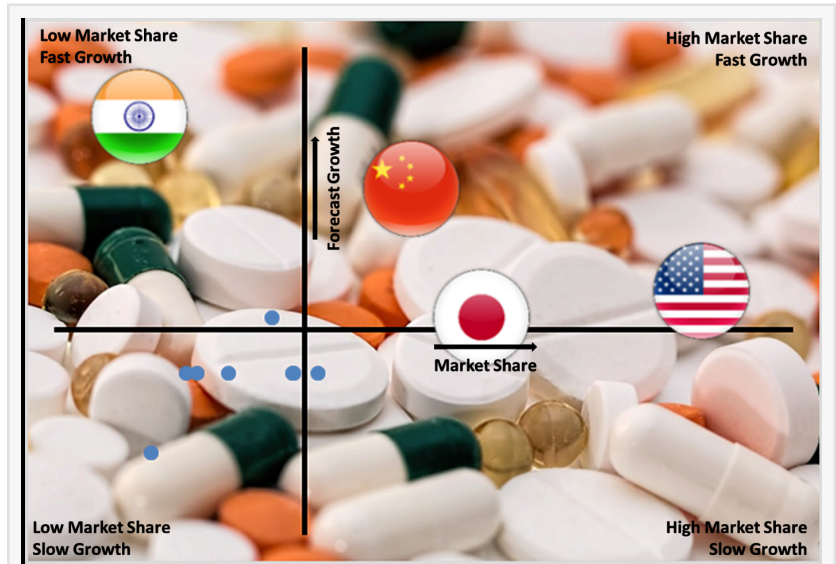 Low Market Share
Fast Growth
High Market Share
Fast Growth
Forecast Growth
Market Share
Low Market Share
Slow Growth
High Market Share
Slow Growth